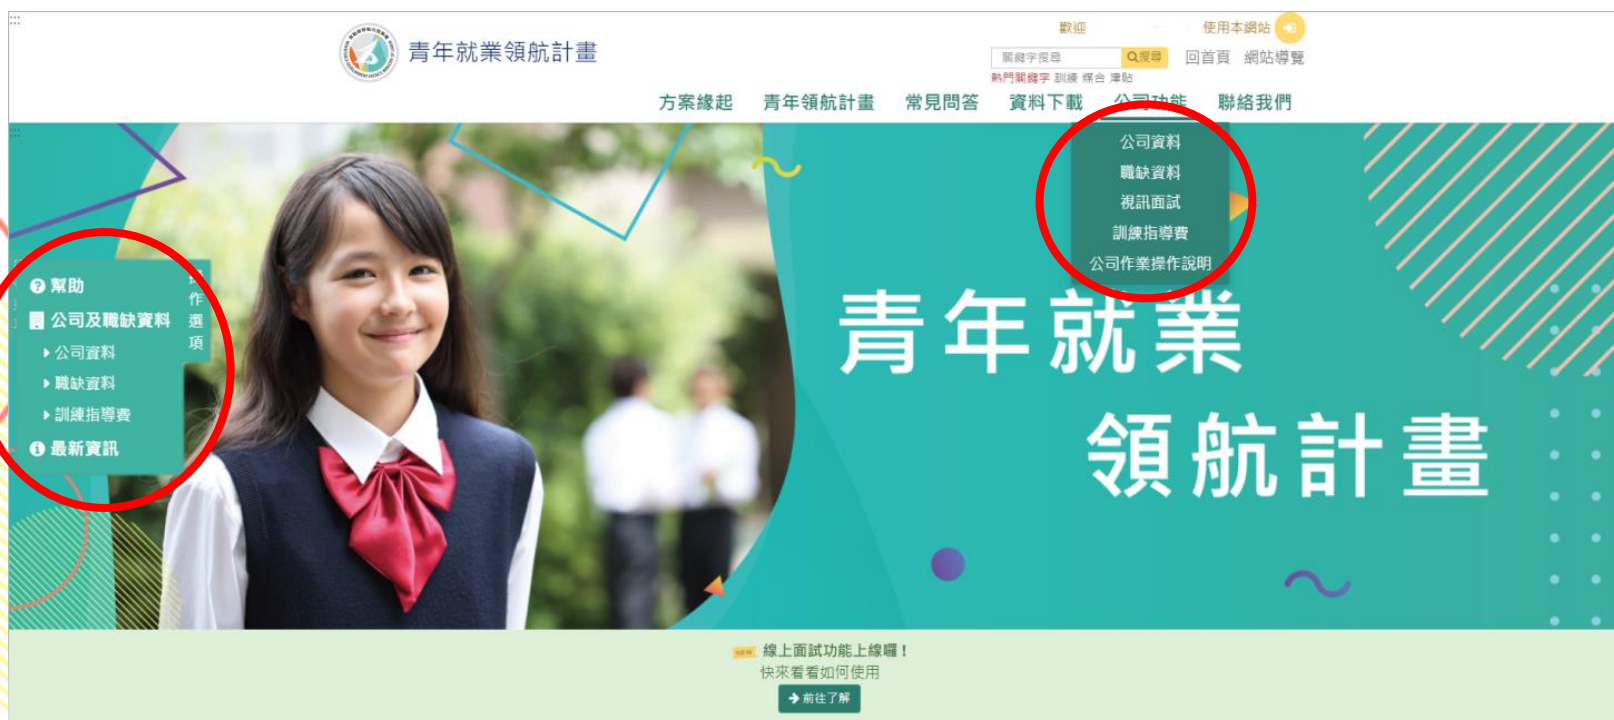 青年就業領航計畫
歡迎 使用本網站
關鍵字搜尋 搜尋 回首頁 網站導覽
熱門關鍵字 訓練 媒合 津貼
方案緣起 青年領航計畫 常見問答 資料下載 公司功能 聯絡我們
公司資料
職缺資料
視訊面試
訓練指導費
公司作業操作說明
操作選項
幫助
公司及職缺資料
公司資料
職缺資料
訓練指導費
最新資訊
青年就業
領航計畫
NEW 線上面試功能上線囉！
快來看看如何使用
前往了解